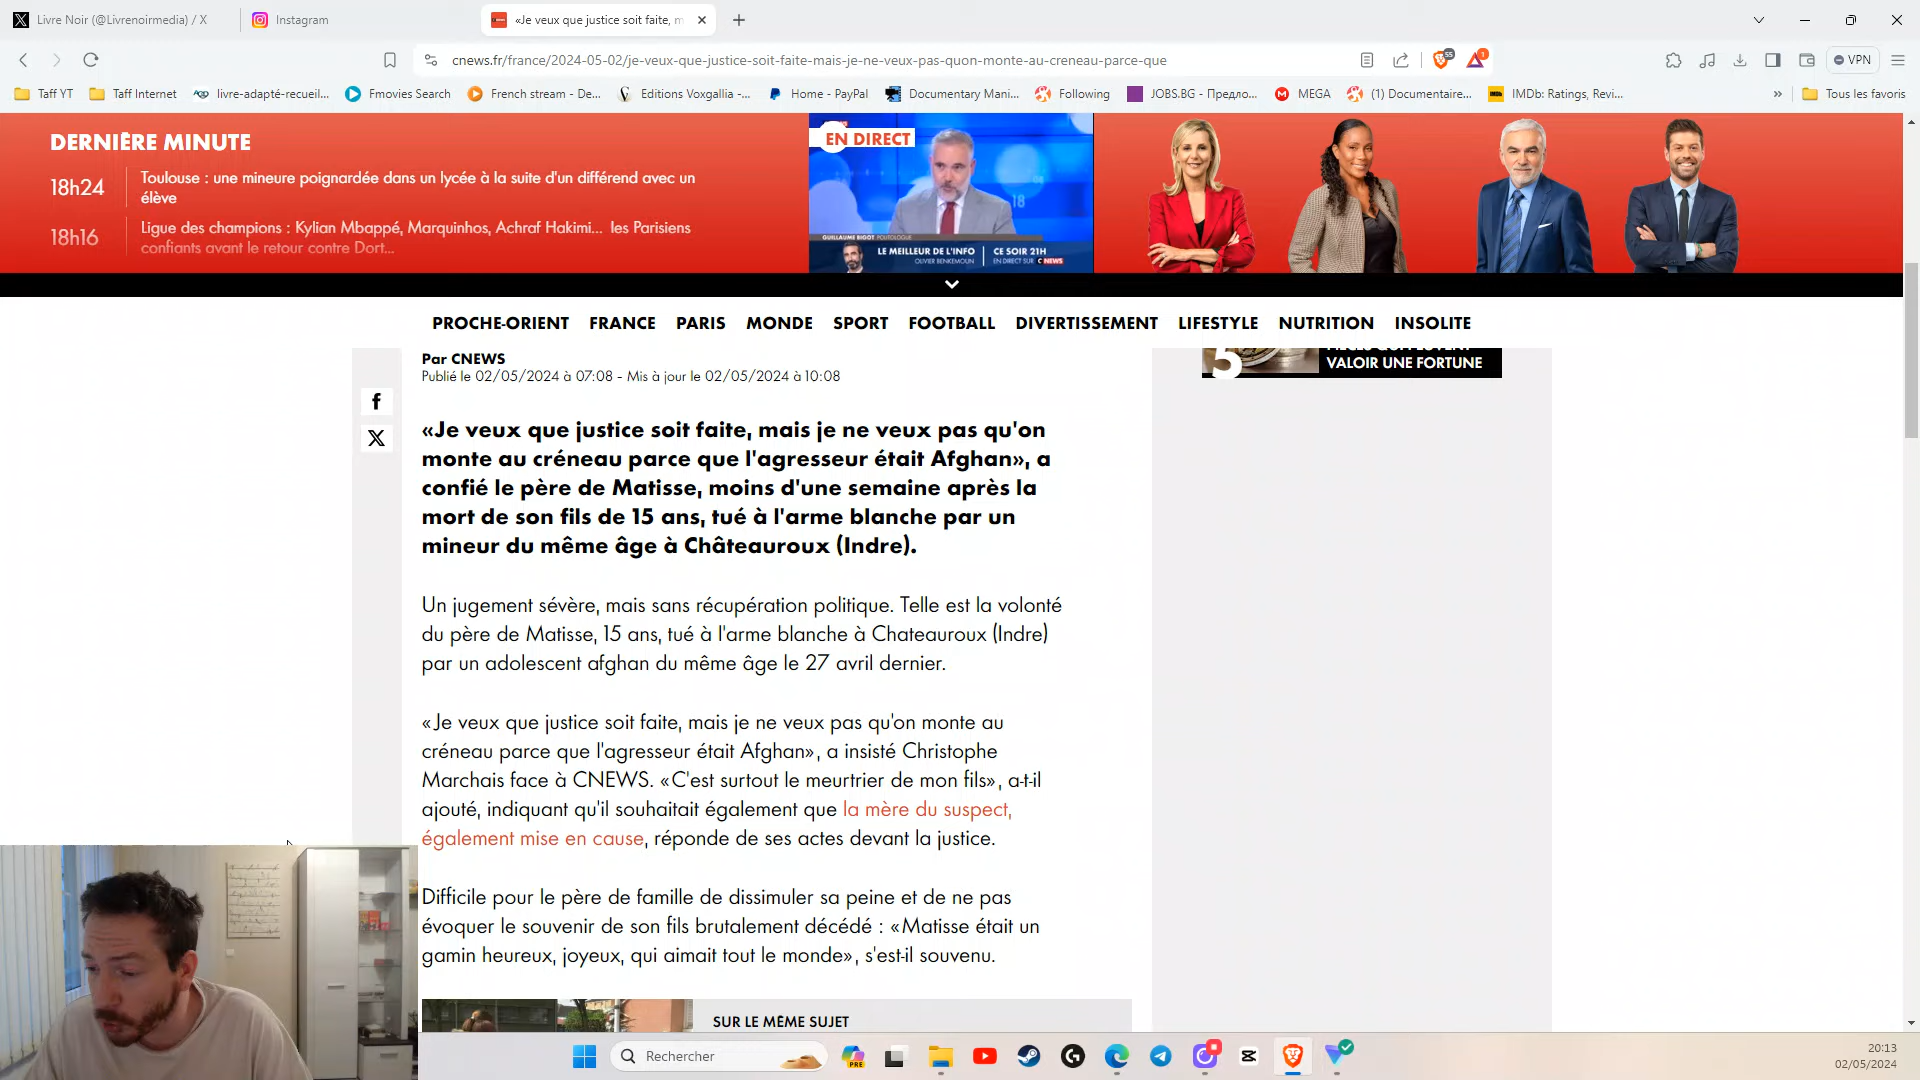 Livre Noir (@Livrenoirmedia) / X
Instagram
«Je veux que justice soit faite, m
cnews.fr/france/2024-05-02/je-veux-que-justice-soit-faite-mais-je-ne-veux-pas-quon-monte-au-creneau-parce-que
55
1
VPN
Taff YT
Taff Internet
livre-adapté-recueil...
Fmovies Search
French stream - De...
Editions Voxgallia -...
Home - PayPal
Documentary Mani...
Following
JOBS.BG - Предло...
MEGA
(1) Documentaire...
IMDb: Ratings, Revi...
»
Tous les favoris
DERNIÈRE MINUTE
18h24
Toulouse : une mineure poignardée dans un lycée à la suite d'un différend avec un
élève
18h16
Ligue des champions : Kylian Mbappé, Marquinhos, Achraf Hakimi... les Parisiens
confiants avant le retour contre Dort...
EN DIRECT
18
GUILLAUME BIGOT POLITOLOGUE
LE MEILLEUR DE L'INFO
OLIVIER BENKEMOUN
CE SOIR 21H
EN DIRECT SUR CNEWS
PROCHE-ORIENT FRANCE PARIS MONDE SPORT FOOTBALL DIVERTISSEMENT LIFESTYLE NUTRITION INSOLITE
Par CNEWS
Publié le 02/05/2024 à 07:08 - Mis à jour le 02/05/2024 à 10:08
5
PIÈCES QUI PEUVENT
VALOIR UNE FORTUNE
«Je veux que justice soit faite, mais je ne veux pas qu'on
monte au créneau parce que l'agresseur était Afghan», a
confié le père de Matisse, moins d'une semaine après la
mort de son fils de 15 ans, tué à l'arme blanche par un
mineur du même âge à Châteauroux (Indre).
Un jugement sévère, mais sans récupération politique. Telle est la volonté
du père de Matisse, 15 ans, tué à l'arme blanche à Chateauroux (Indre)
par un adolescent afghan du même âge le 27 avril dernier.
«Je veux que justice soit faite, mais je ne veux pas qu'on monte au
créneau parce que l'agresseur était Afghan», a insisté Christophe
Marchais face à CNEWS. «C'est surtout le meurtrier de mon fils», a-t-il
ajouté, indiquant qu'il souhaitait également que la mère du suspect,
également mise en cause, réponde de ses actes devant la justice.
Difficile pour le père de famille de dissimuler sa peine et de ne pas
évoquer le souvenir de son fils brutalement décédé : «Matisse était un
gamin heureux, joyeux, qui aimait tout le monde», s'est-il souvenu.
SUR LE MÊME SUJET
Rechercher
PRE
20:13
02/05/2024